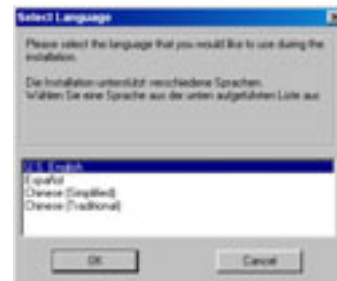 Select Language
Please select the language that you would like to use during the
installation.
Die Installation unterstützt verschiedene Sprachen.
Wählen Sie eine Sprache aus der unten aufgeführten Liste aus
U.S. English
Español
Chinese (Simplified)
Chinese (Traditional)
OK
Cancel